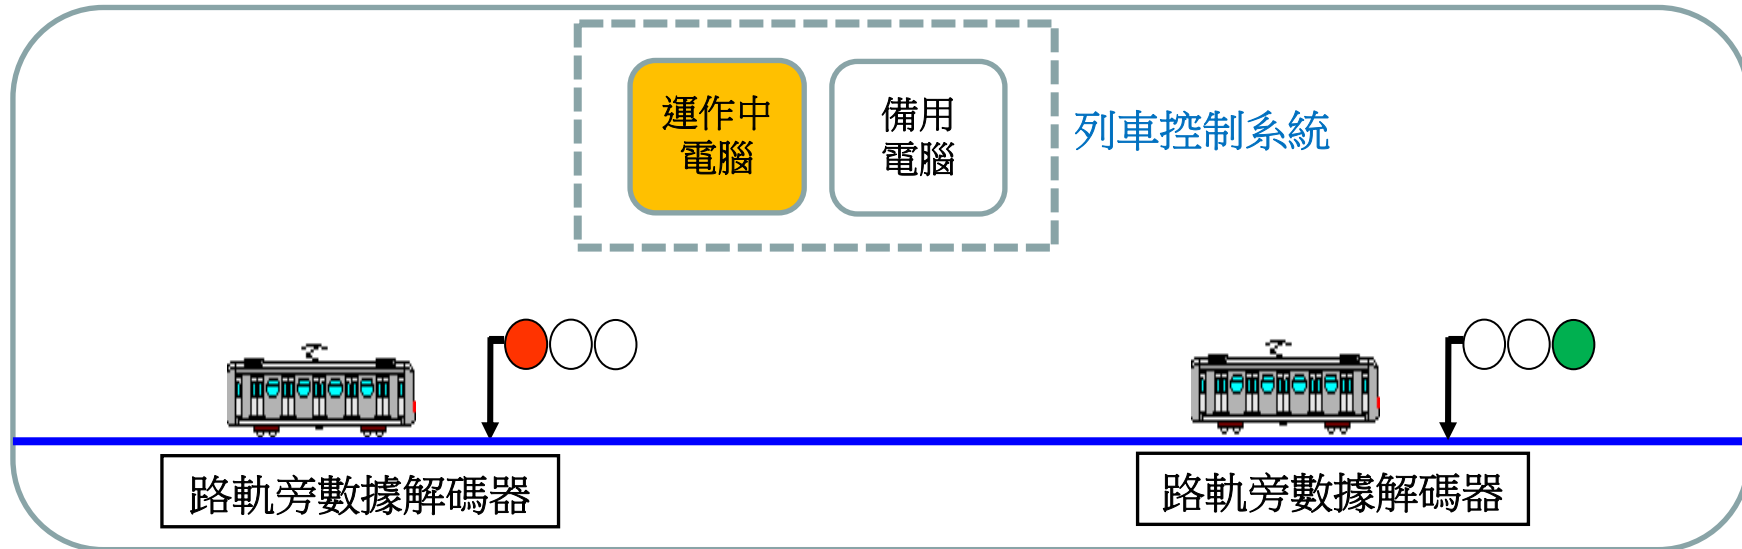 運作中
電腦
備用
電腦
列車控制系統
路軌旁數據解碼器
路軌旁數據解碼器